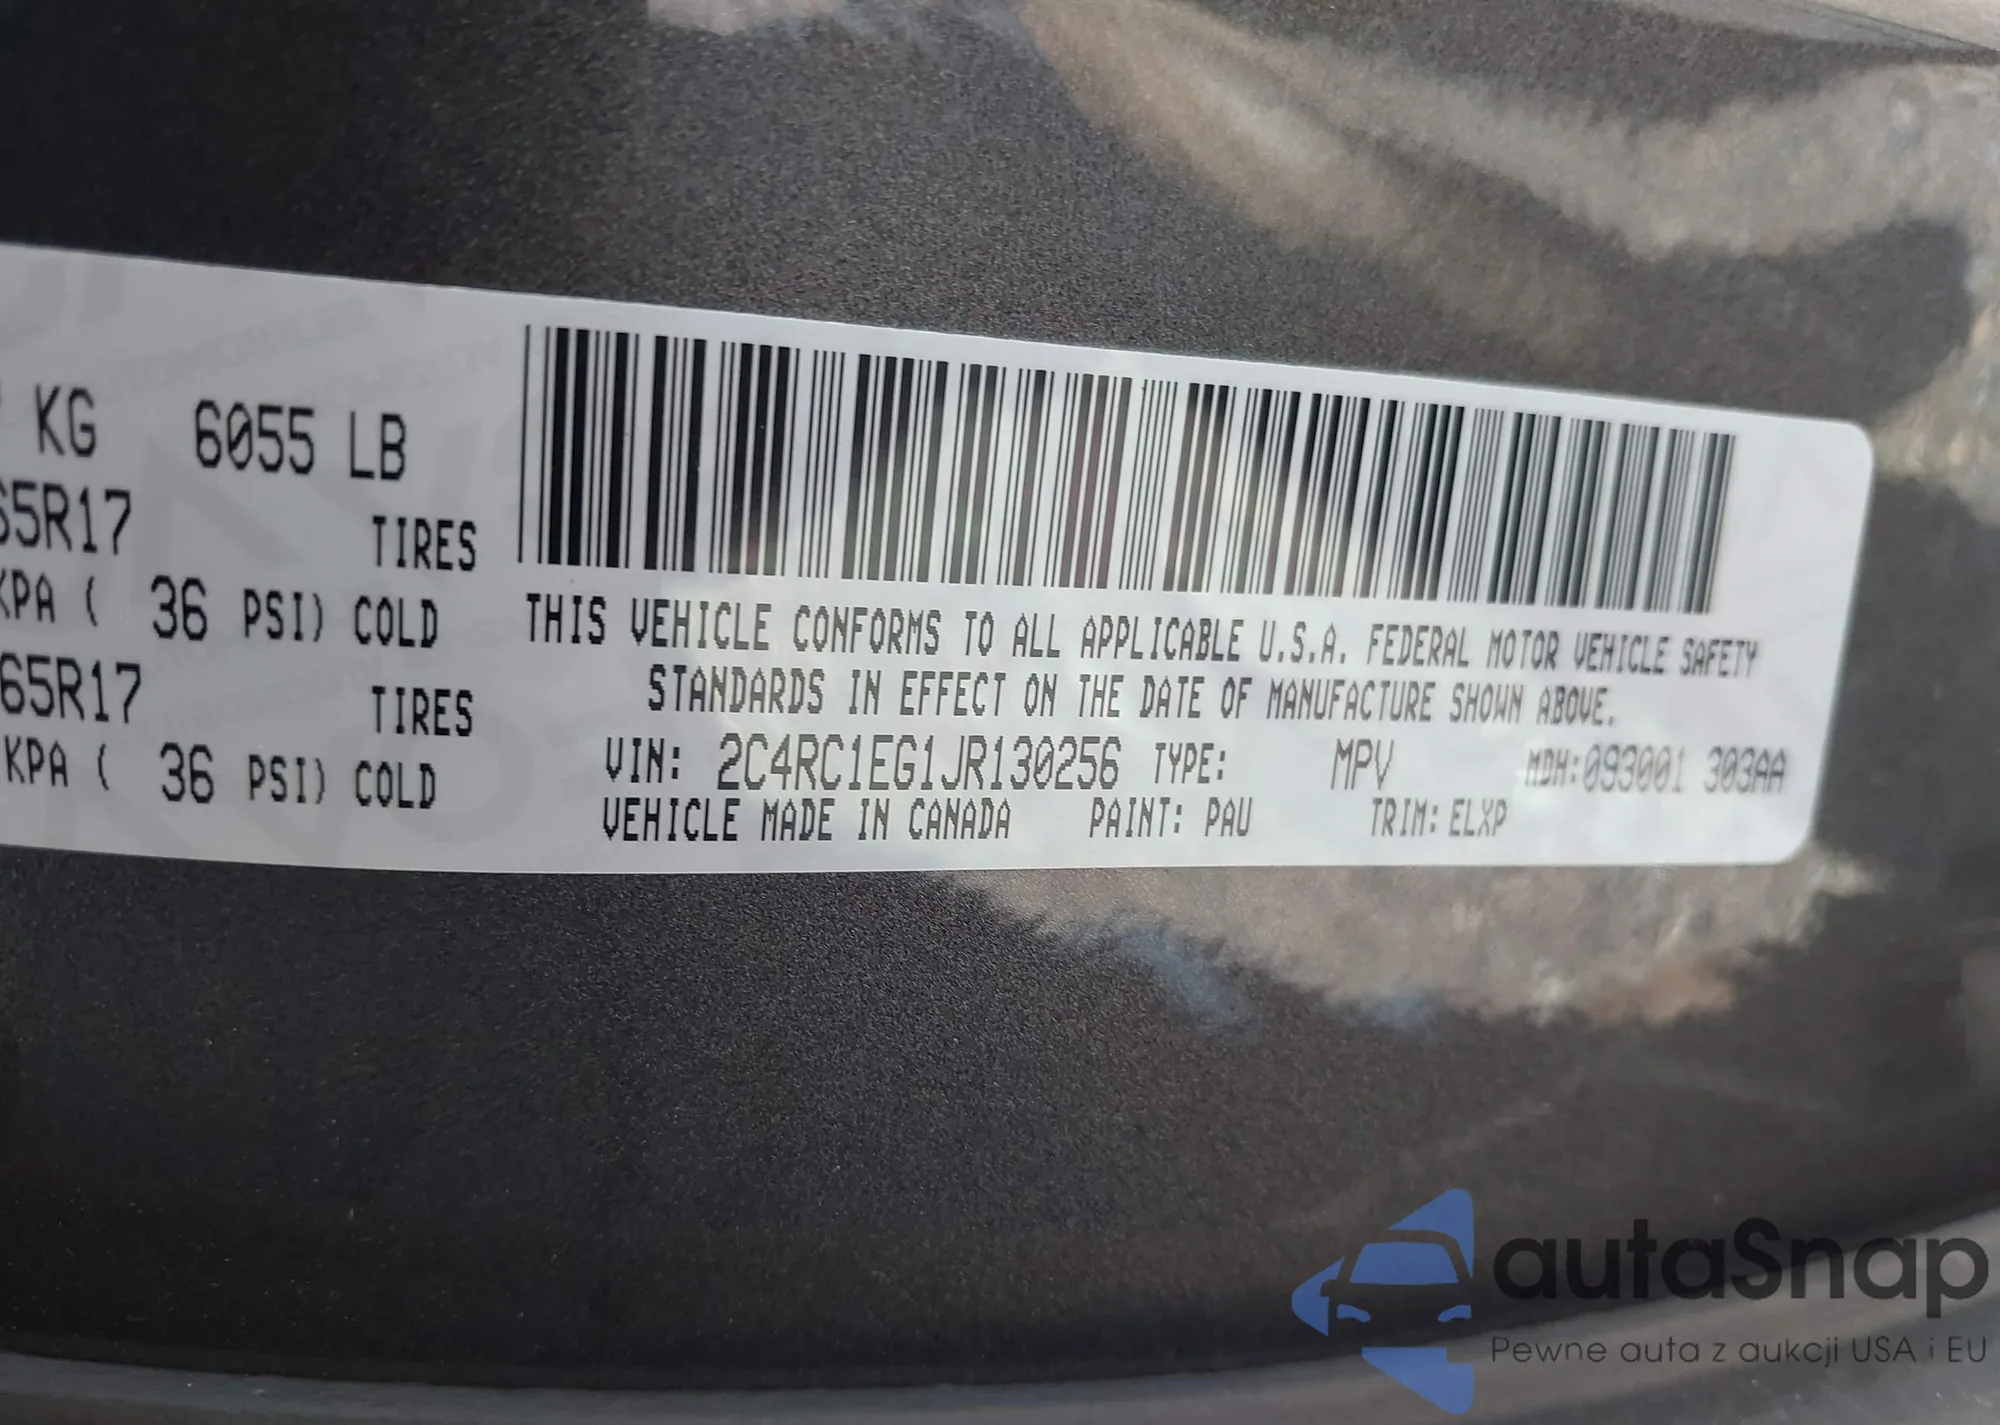 KG 6055 LB
65R17 TIRES
KPA ( 36 PSI) COLD
65R17 TIRES
KPA ( 36 PSI) COLD
THIS VEHICLE CONFORMS TO ALL APPLICABLE U.S.A. FEDERAL MOTOR VEHICLE SAFETY
STANDARDS IN EFFECT ON THE DATE OF MANUFACTURE SHOWN ABOVE.
VIN: 2C4RC1EG1JR130256 TYPE: MPV MDH:093001 303AA
VEHICLE MADE IN CANADA PAINT: PAU TRIM: ELXP
autaSnap
Pewne auta z aukcji USA i EU